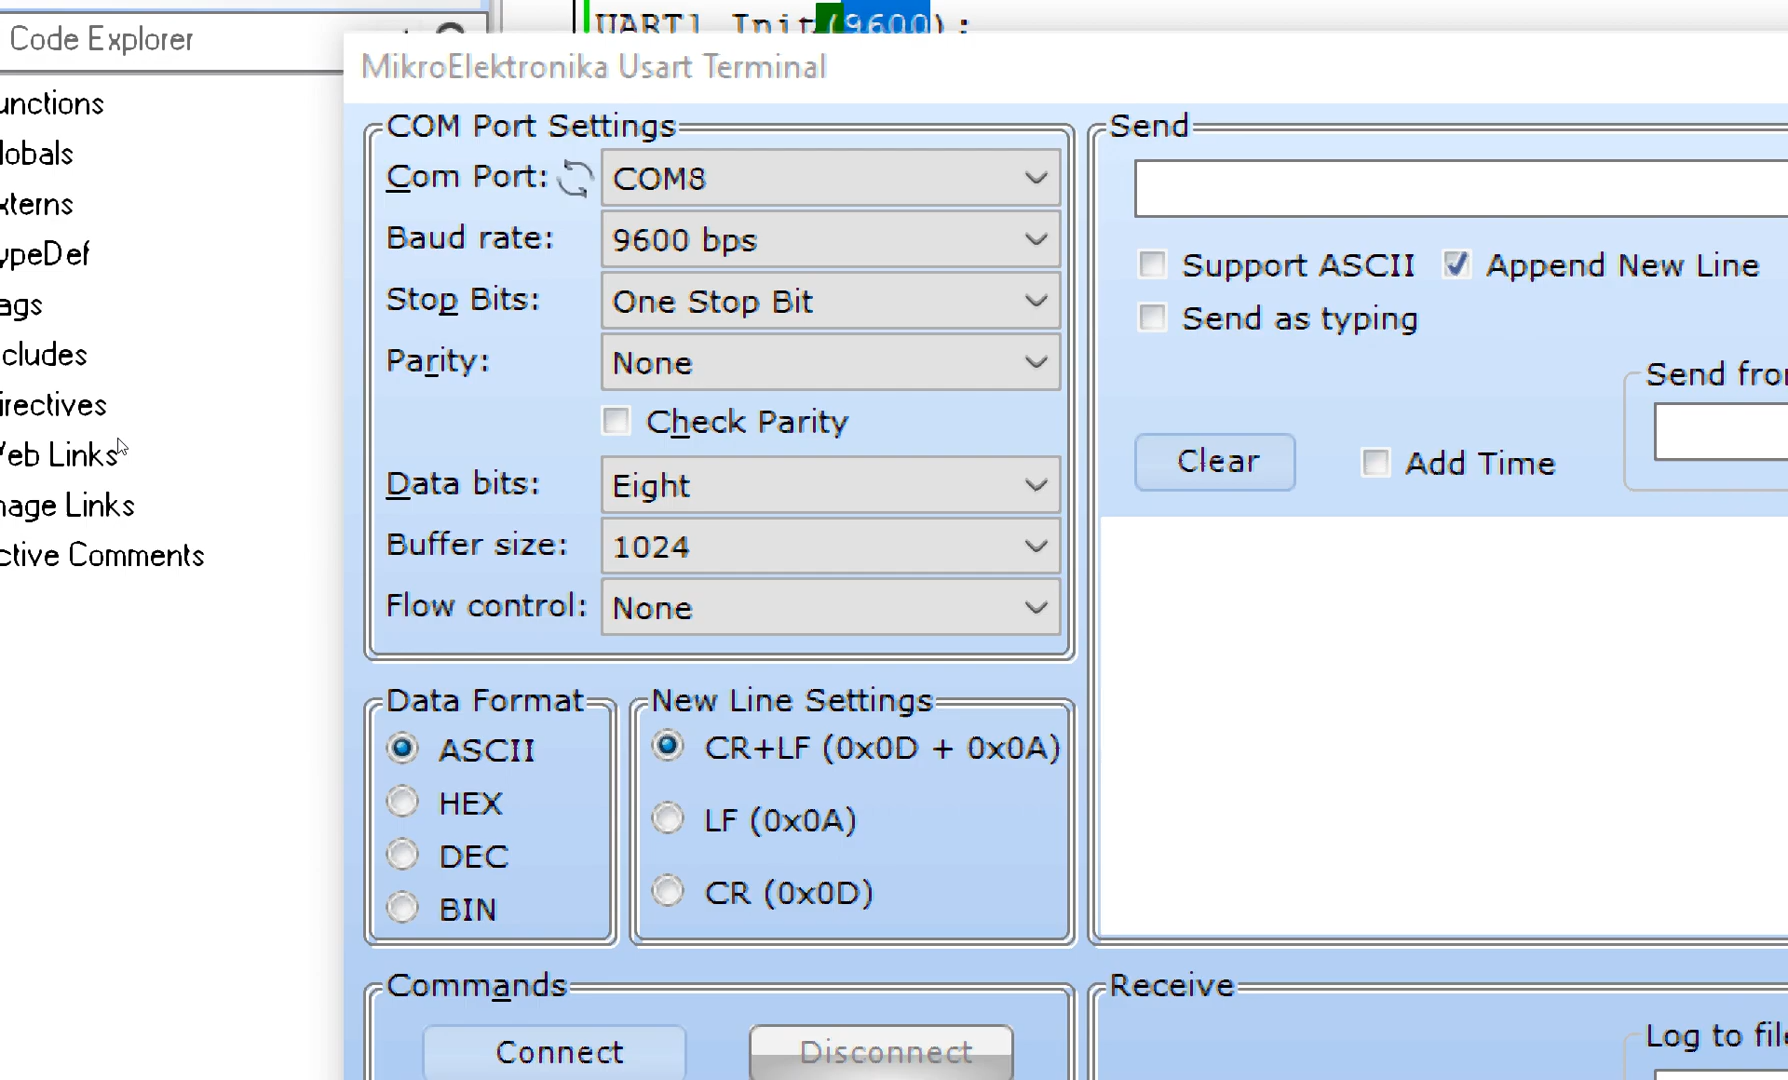 UART1_Init(9600);
Code Explorer
MikroElektronika Usart Terminal
unctions
lobals
xterns
ypeDef
ags
cludes
irectives
Web Links
mage Links
ctive Comments
COM Port Settings
Com Port: COM8
Baud rate: 9600 bps
Stop Bits: One Stop Bit
Parity: None
Check Parity
Data bits: Eight
Buffer size: 1024
Flow control: None
Data Format
ASCII
HEX
DEC
BIN
New Line Settings
CR+LF (0x0D + 0x0A)
LF (0x0A)
CR (0x0D)
Commands
Connect Disconnect
Send
Support ASCII Append New Line
Send as typing
Send from
Clear Add Time
Receive
Log to file